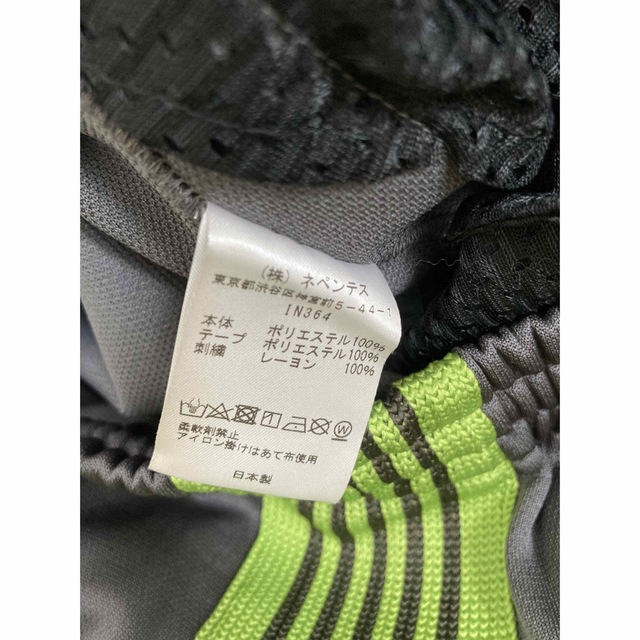 (株) ネペンテス
東京都渋谷区神宮前5-44-1
IN364
本体 ポリエステル100%
テープ ポリエステル100%
刺繍 レーヨン 100%
柔軟剤禁止
アイロン掛けはあて布使用
日本製